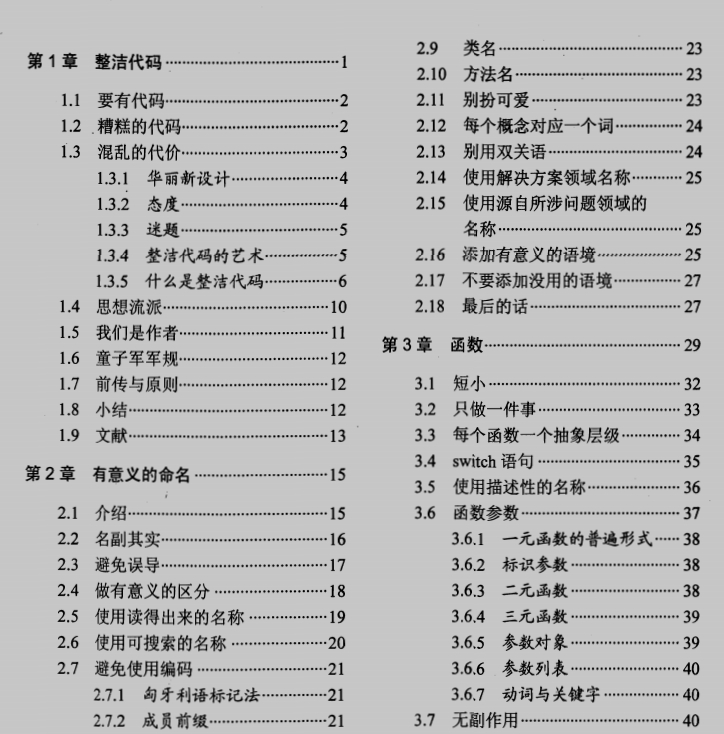 第 1 章 整洁代码 1
1.1 要有代码 2
1.2 糟糕的代码 2
1.3 混乱的代价 3
1.3.1 华丽新设计 4
1.3.2 态度 4
1.3.3 迷题 5
1.3.4 整洁代码的艺术 5
1.3.5 什么是整洁代码 6
1.4 思想流派 10
1.5 我们是作者 11
1.6 童子军军规 12
1.7 前传与原则 12
1.8 小结 12
1.9 文献 13
第 2 章 有意义的命名 15
2.1 介绍 15
2.2 名副其实 16
2.3 避免误导 17
2.4 做有意义的区分 18
2.5 使用读得出来的名称 19
2.6 使用可搜索的名称 20
2.7 避免使用编码 21
2.7.1 匈牙利语标记法 21
2.7.2 成员前缀 21
2.9 类名 23
2.10 方法名 23
2.11 别扮可爱 23
2.12 每个概念对应一个词 24
2.13 别用双关语 24
2.14 使用解决方案领域名称 25
2.15 使用源自所涉问题领域的
名称 25
2.16 添加有意义的语境 25
2.17 不要添加没用的语境 27
2.18 最后的话 27
第 3 章 函数 29
3.1 短小 32
3.2 只做一件事 33
3.3 每个函数一个抽象层级 34
3.4 switch 语句 35
3.5 使用描述性的名称 36
3.6 函数参数 37
3.6.1 一元函数的普遍形式 38
3.6.2 标识参数 38
3.6.3 二元函数 38
3.6.4 三元函数 39
3.6.5 参数对象 39
3.6.6 参数列表 40
3.6.7 动词与关键字 40
3.7 无副作用 40